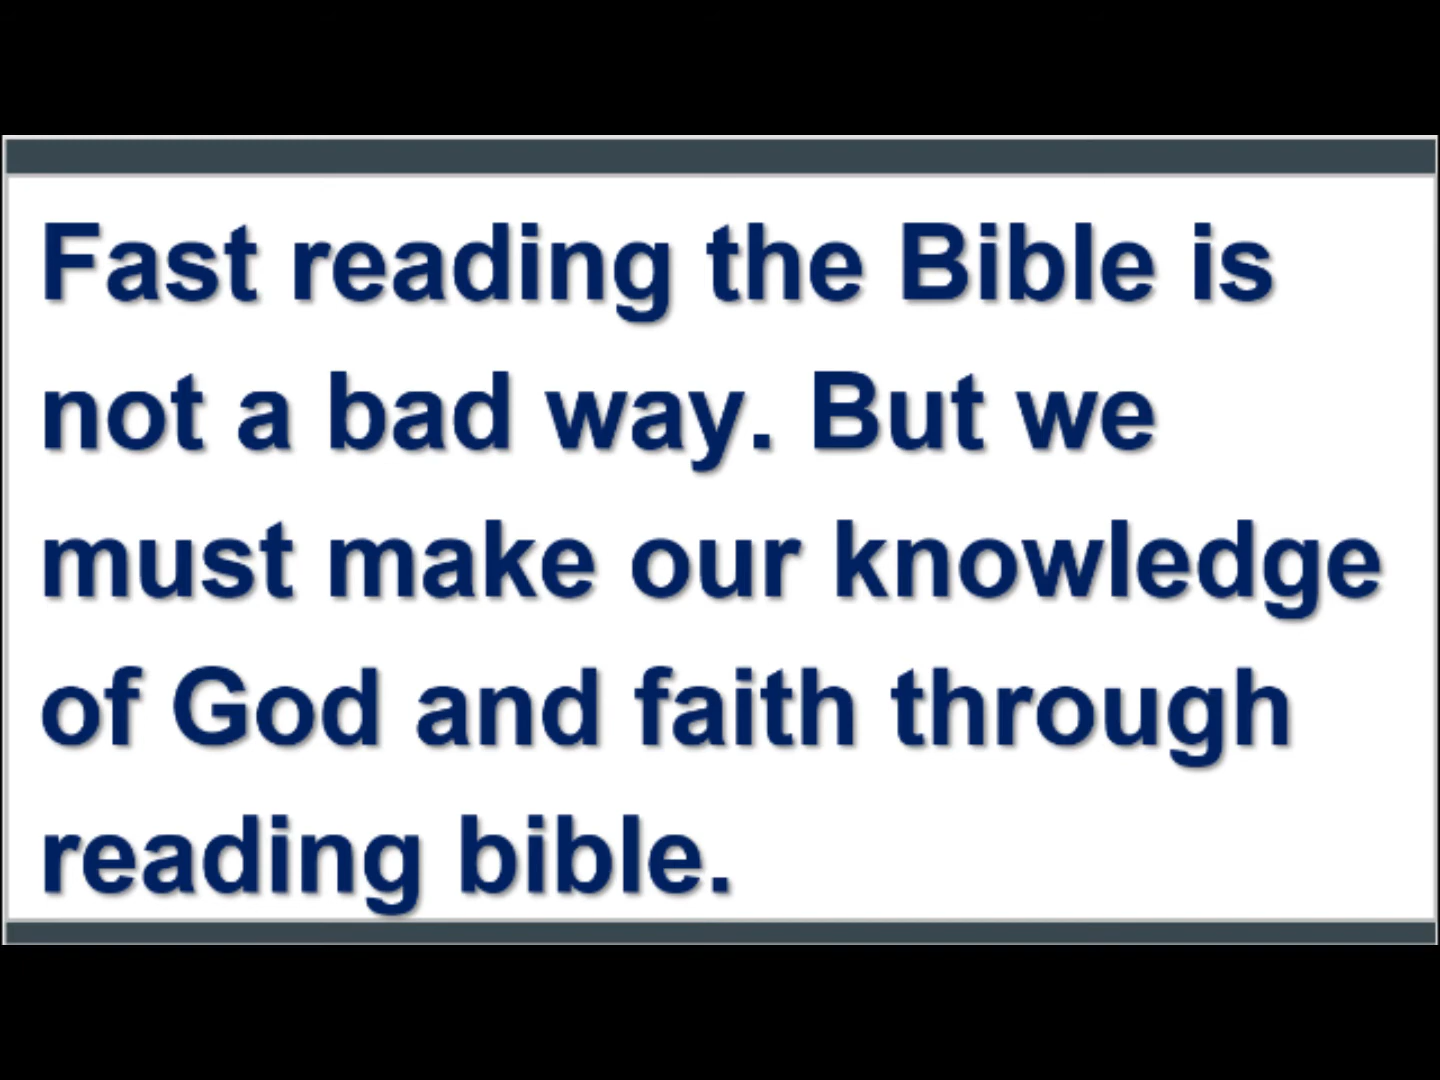 Fast reading the Bible is
not a bad way. But we
must make our knowledge
of God and faith through
reading bible.